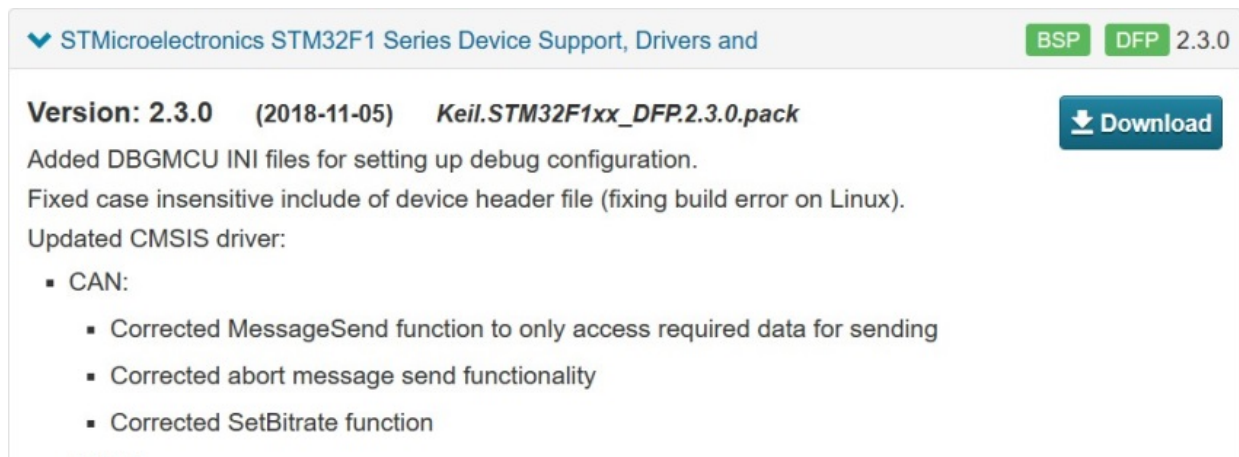 STMicroelectronics STM32F1 Series Device Support, Drivers and BSP DFP 2.3.0
Version: 2.3.0 (2018-11-05) Keil.STM32F1xx_DFP.2.3.0.pack Download
Added DBGMCU INI files for setting up debug configuration.
Fixed case insensitive include of device header file (fixing build error on Linux).
Updated CMSIS driver:
▪ CAN:
▪ Corrected MessageSend function to only access required data for sending
▪ Corrected abort message send functionality
▪ Corrected SetBitrate function